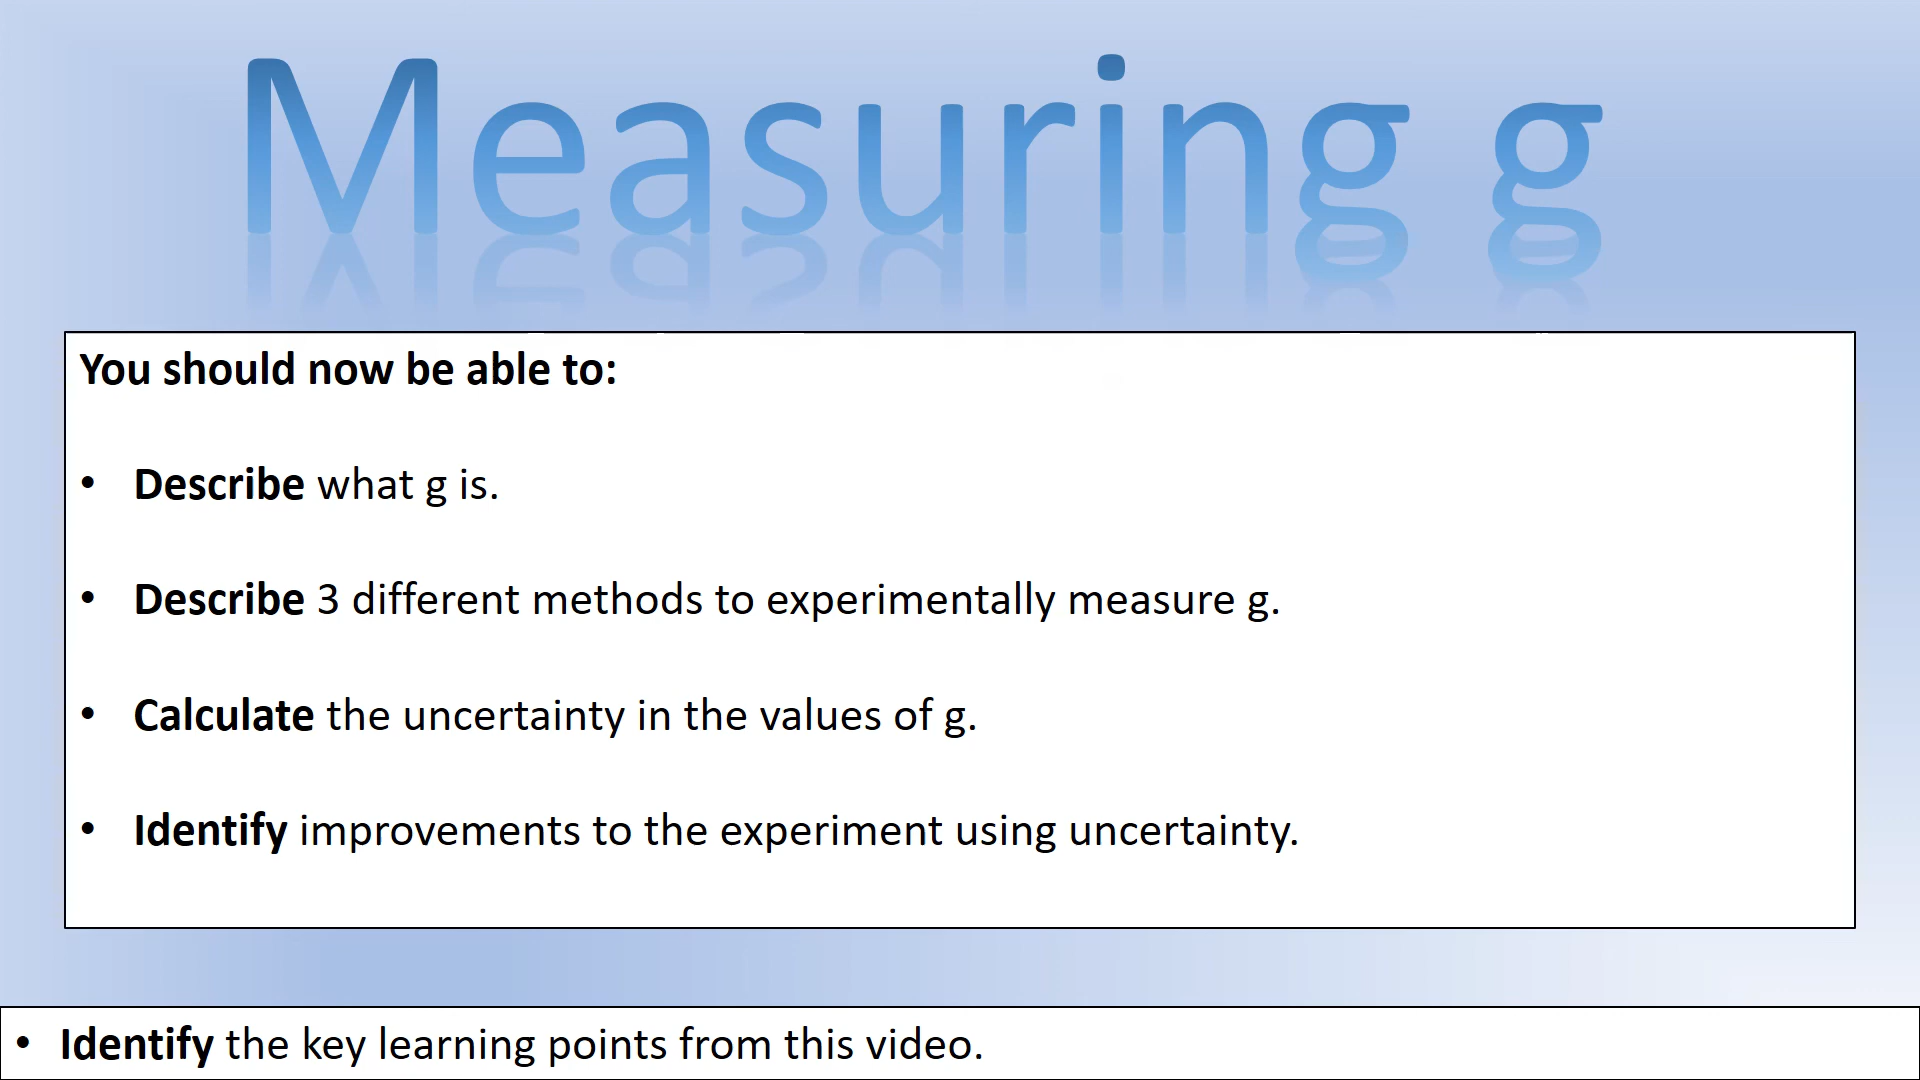 Measuring g
You should now be able to:
• Describe what g is.
• Describe 3 different methods to experimentally measure g.
• Calculate the uncertainty in the values of g.
• Identify improvements to the experiment using uncertainty.
• Identify the key learning points from this video.